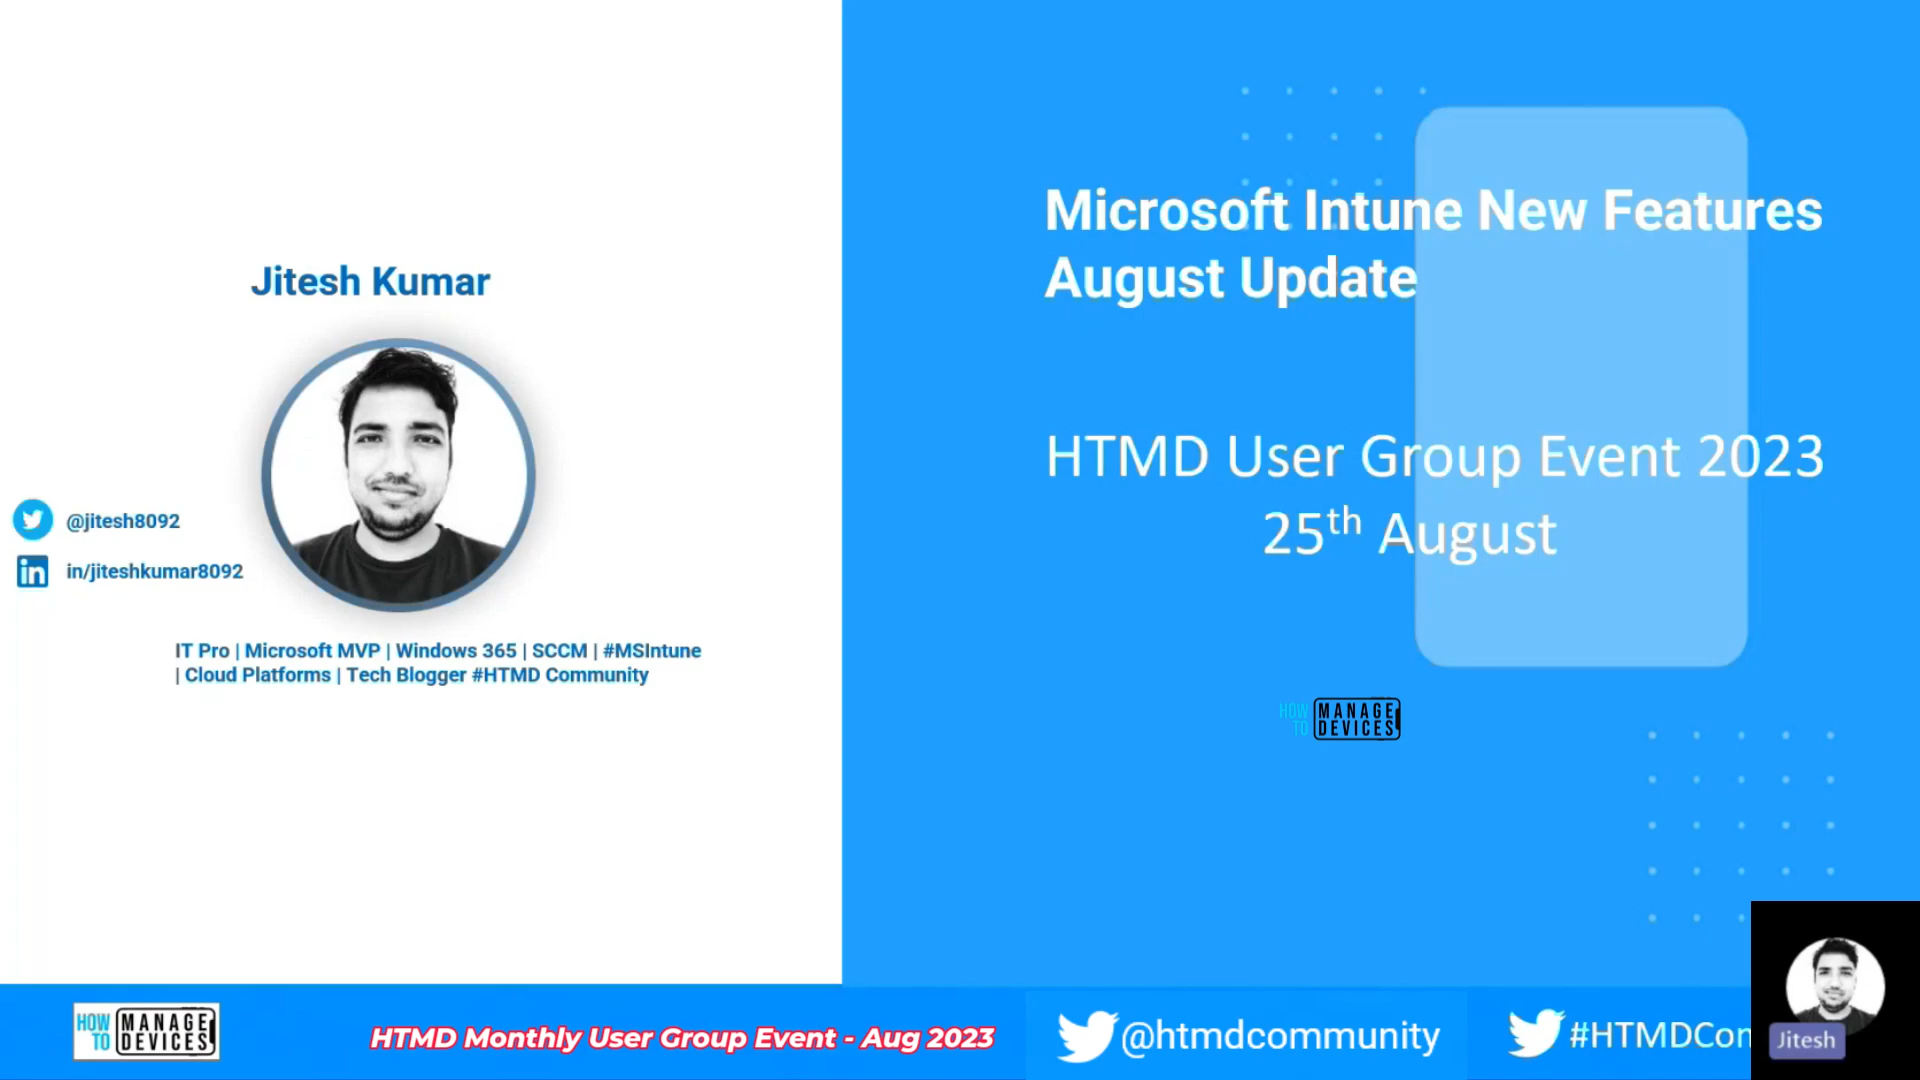 Jitesh Kumar
@jitesh8092
in/jiteshkumar8092
IT Pro | Microsoft MVP | Windows 365 | SCCM | #MSIntune
| Cloud Platforms | Tech Blogger #HTMD Community
Microsoft Intune New Features
August Update
HTMD User Group Event 2023
25th August
HOW TO MANAGE DEVICES
HOW TO MANAGE DEVICES
HTMD Monthly User Group Event - Aug 2023
@htmdcommunity
#HTMDCon
Jitesh